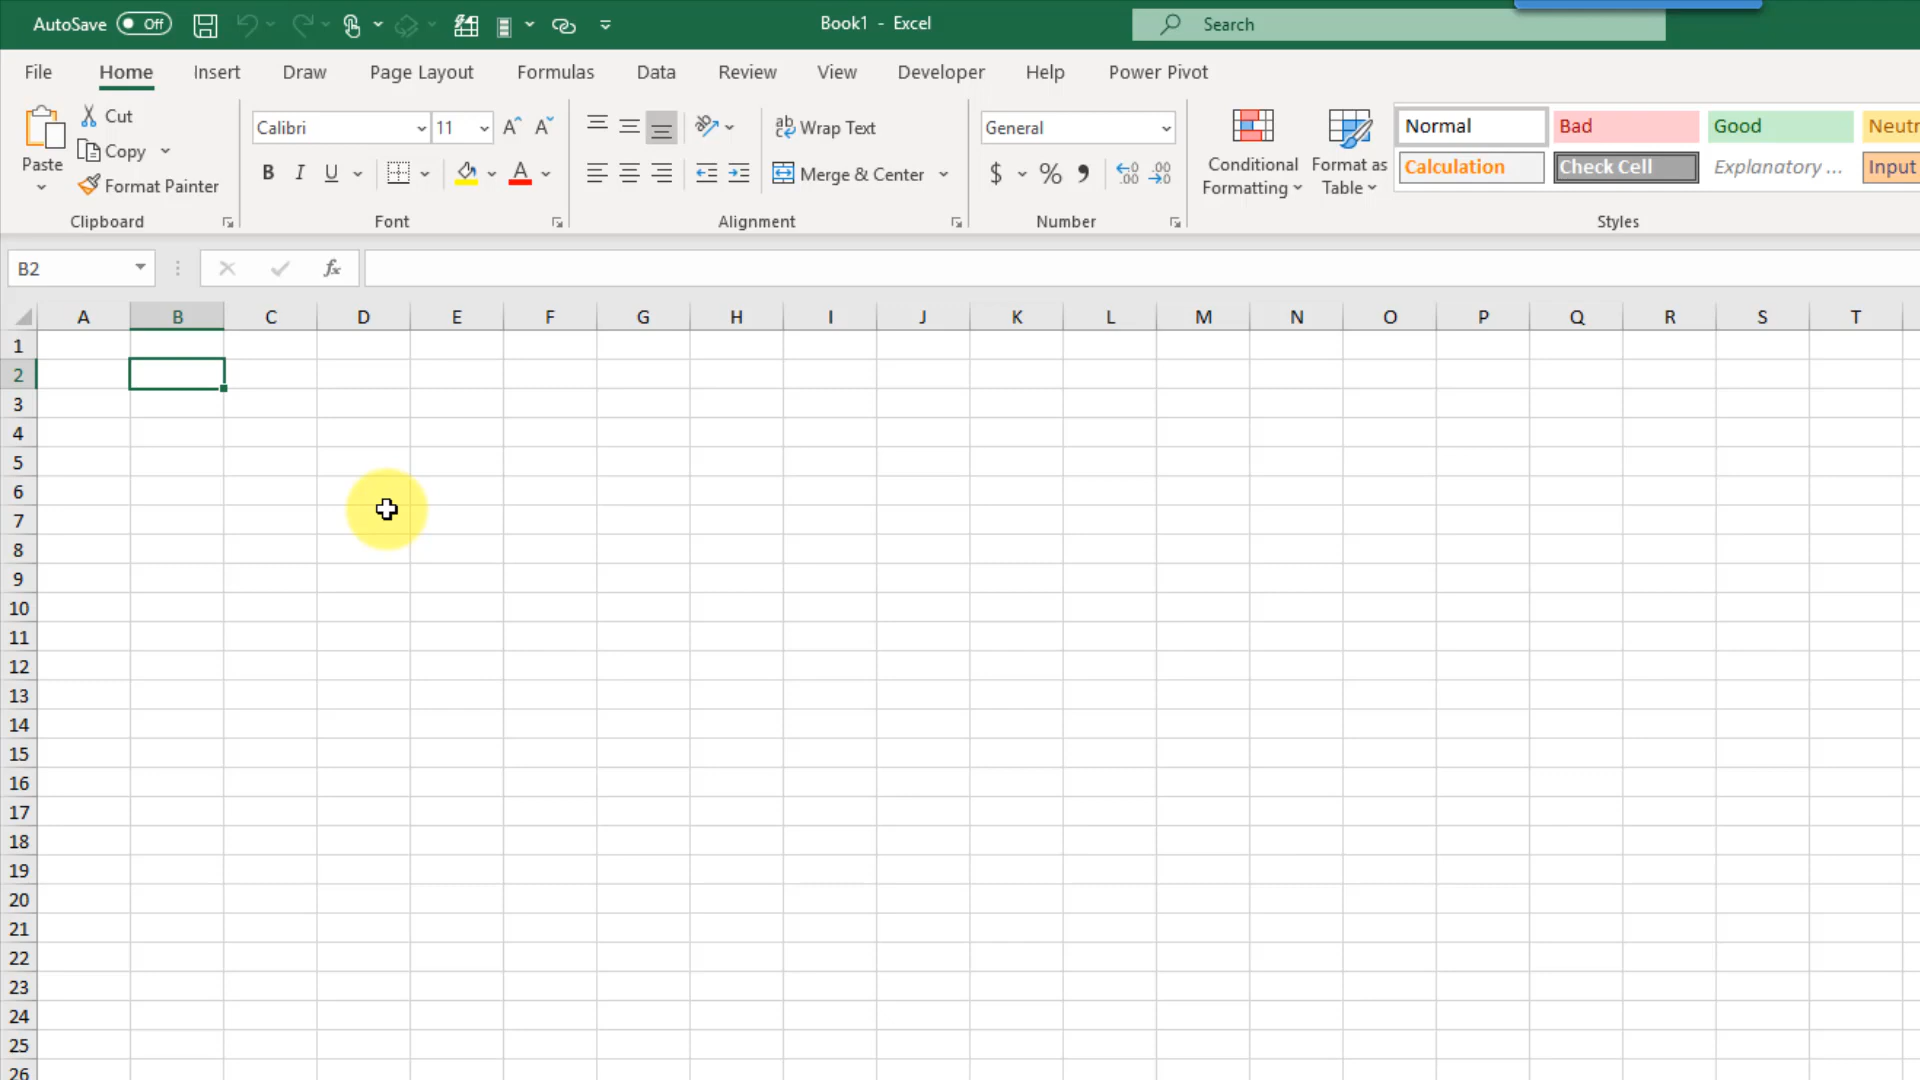 AutoSave Off Book1 - Excel Search
File Home Insert Draw Page Layout Formulas Data Review View Developer Help Power Pivot
Paste
Cut
Copy
Format Painter
Clipboard
Calibri 11
B I U
Font
ab Wrap Text
Merge & Center
Alignment
General
$ % 9
Number
Conditional Formatting
Format as Table
Normal Bad Good Neutr
Calculation Check Cell Explanatory ... Input
Styles
B2 fx
A B C D E F G H I J K L M N O P Q R S T
1
2
3
4
5
6
7
8
9
10
11
12
13
14
15
16
17
18
19
20
21
22
23
24
25
26